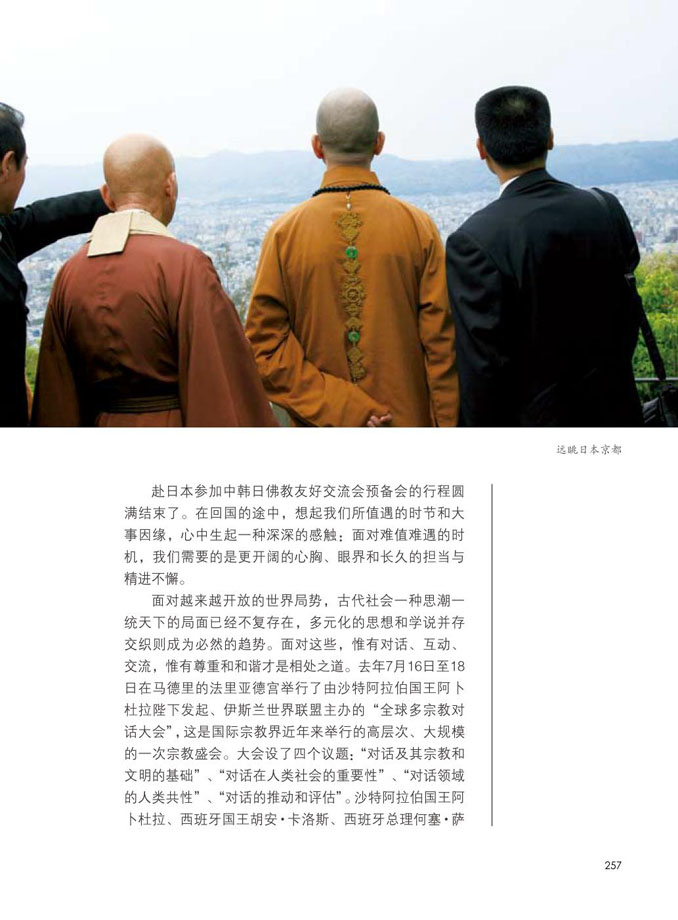 远眺日本京都
赴日本参加中韩日佛教友好交流会预备会的行程圆
满结束了。在回国的途中，想起我们所值遇的时节和大
事因缘，心中生起一种深深的感触：面对难值难遇的时
机，我们需要的是更开阔的心胸、眼界和长久的担当与
精进不懈。
面对越来越开放的世界局势，古代社会一种思潮一
统天下的局面已经不复存在，多元化的思想和学说并存
交织则成为必然的趋势。面对这些，惟有对话、互动、
交流，惟有尊重和和谐才是相处之道。去年7月16日至18
日在马德里的法里亚德宫举行了由沙特阿拉伯国王阿卜
杜拉陛下发起、伊斯兰世界联盟主办的“全球多宗教对
话大会”，这是国际宗教界近年来举行的高层次、大规模
的一次宗教盛会。大会设了四个议题：“对话及其宗教和
文明的基础”、“对话在人类社会的重要性”、“对话领域
的人类共性”、“对话的推动和评估”。沙特阿拉伯国王阿
卜杜拉、西班牙国王胡安·卡洛斯、西班牙总理何塞·萨
257